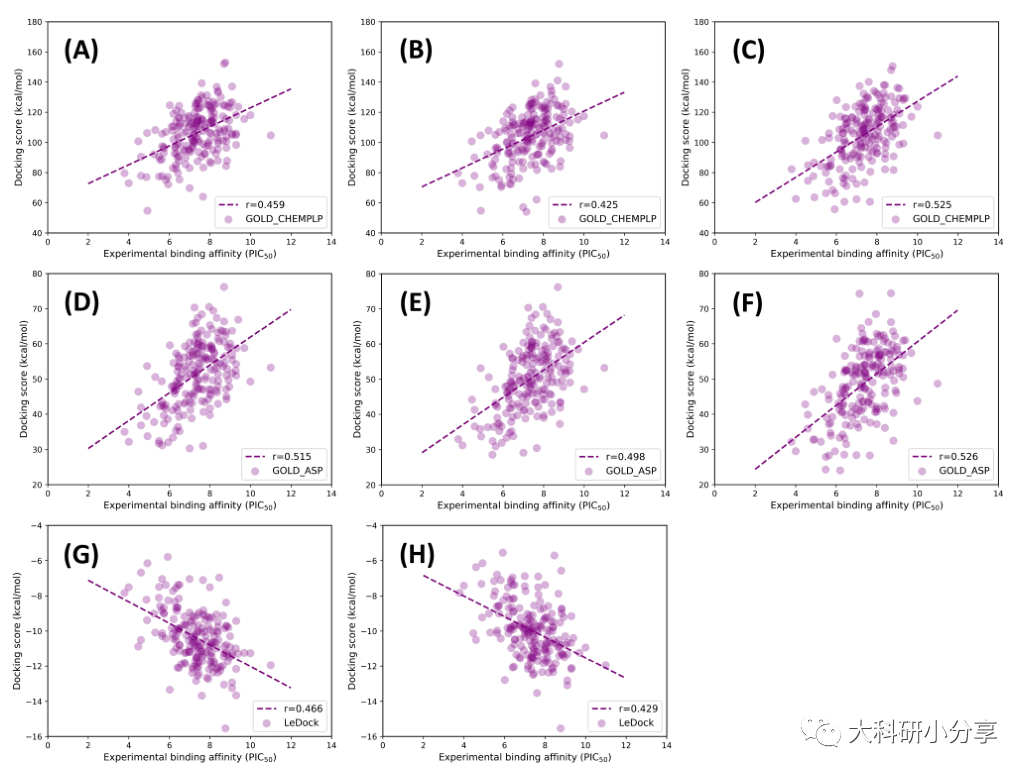 (A)
180
160
140
120
100
80
60
40
0 2 4 6 8 10 12 14
Docking score (kcal/mol)
Experimental binding affinity (PIC₅₀)
r=0.459
GOLD_CHEMPLP
(B)
180
160
140
120
100
80
60
40
0 2 4 6 8 10 12 14
Docking score (kcal/mol)
Experimental binding affinity (PIC₅₀)
r=0.425
GOLD_CHEMPLP
(C)
180
160
140
120
100
80
60
40
0 2 4 6 8 10 12 14
Docking score (kcal/mol)
Experimental binding affinity (PIC₅₀)
r=0.525
GOLD_CHEMPLP
(D)
80
70
60
50
40
30
20
0 2 4 6 8 10 12 14
Docking score (kcal/mol)
Experimental binding affinity (PIC₅₀)
r=0.515
GOLD_ASP
(E)
80
70
60
50
40
30
20
0 2 4 6 8 10 12 14
Docking score (kcal/mol)
Experimental binding affinity (PIC₅₀)
r=0.498
GOLD_ASP
(F)
80
70
60
50
40
30
20
0 2 4 6 8 10 12 14
Docking score (kcal/mol)
Experimental binding affinity (PIC₅₀)
r=0.526
GOLD_ASP
(G)
−4
−6
−8
−10
−12
−14
−16
0 2 4 6 8 10 12 14
Docking score (kcal/mol)
Experimental binding affinity (PIC₅₀)
r=0.466
LeDock
(H)
−4
−6
−8
−10
−12
−14
−16
0 2 4 6 8 10 12 14
Docking score (kcal/mol)
Experimental binding affinity (PIC₅₀)
r=0.429
LeDock
大科研小分享